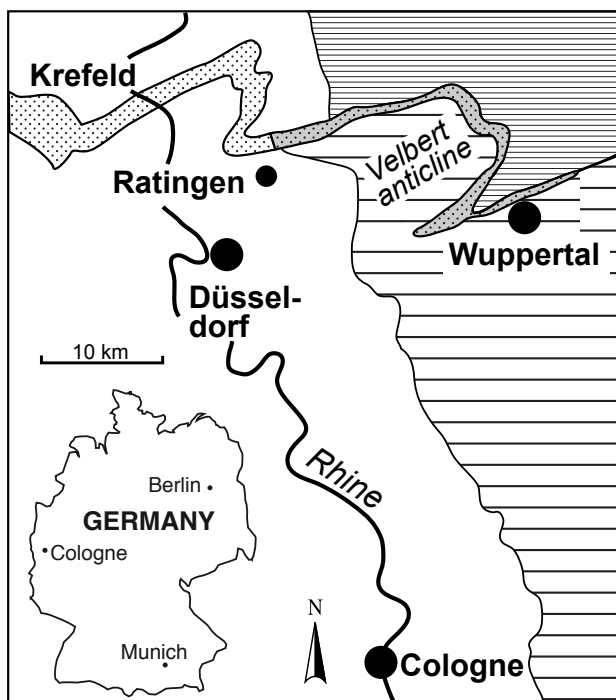 Krefeld
Velbert
anticline
Ratingen
Wuppertal
Düssel-
dorf
10 km
Rhine
Berlin
GERMANY
Cologne
Munich
N
Cologne